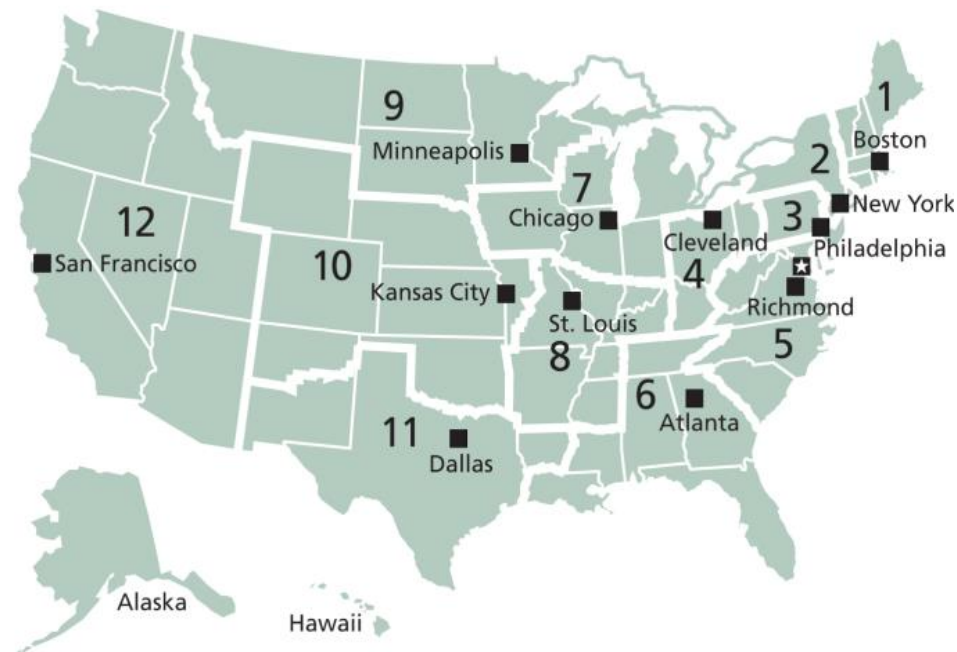 1
9
Boston
Minneapolis
2
7
12
Chicago
3
New York
Cleveland
Philadelphia
San Francisco
10
4
Kansas City
Richmond
St. Louis
5
8
6
Atlanta
11
Dallas
Alaska
Hawaii